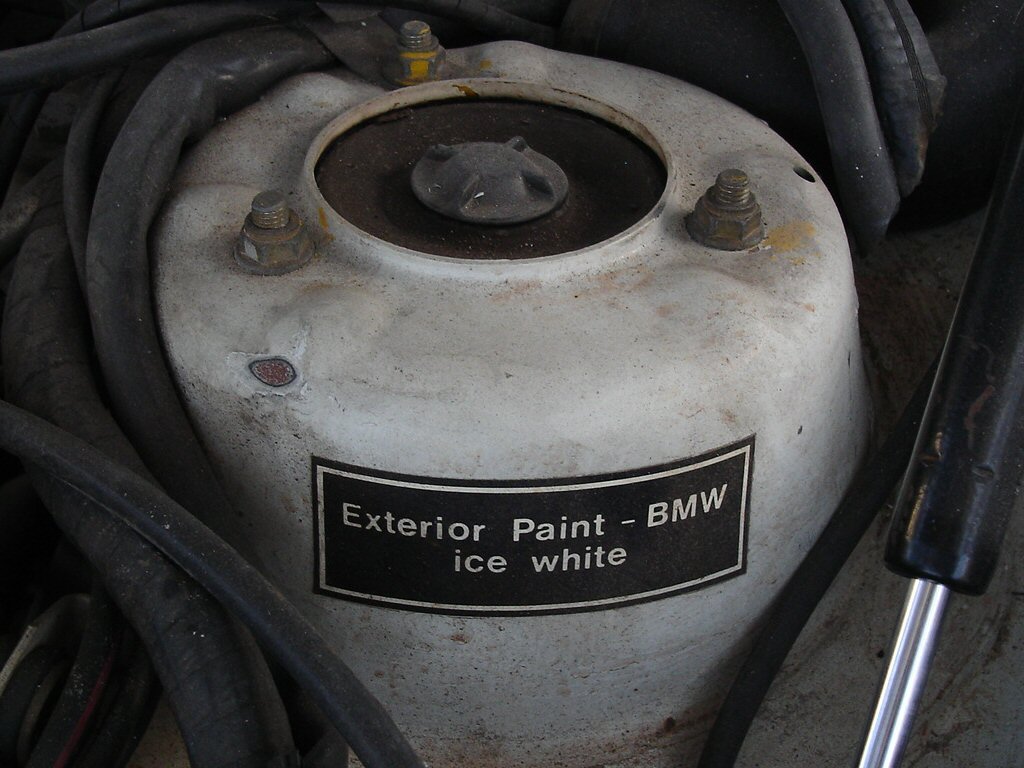 Exterior Paint - BMW
ice white